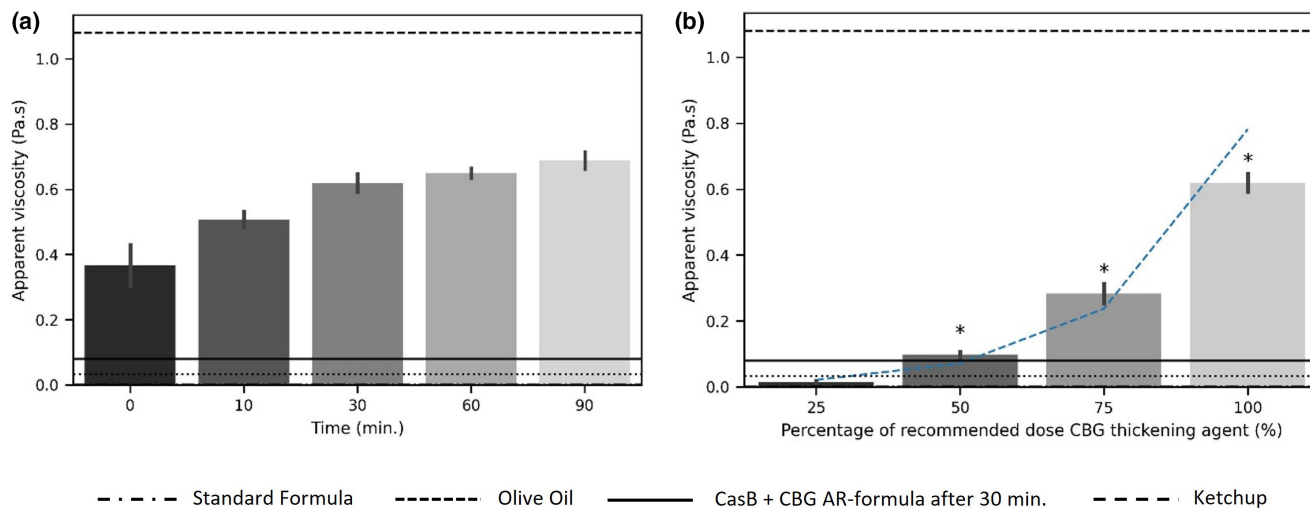 (a)
Apparent viscosity (Pa.s)
1.0
0.8
0.6
0.4
0.2
0.0
0 10 30 60 90
Time (min.)
(b)
Apparent viscosity (Pa.s)
1.0
0.8
0.6
0.4
0.2
0.0
* * *
25 50 75 100
Percentage of recommended dose CBG thickening agent (%)
Standard Formula Olive Oil CasB + CBG AR-formula after 30 min. Ketchup